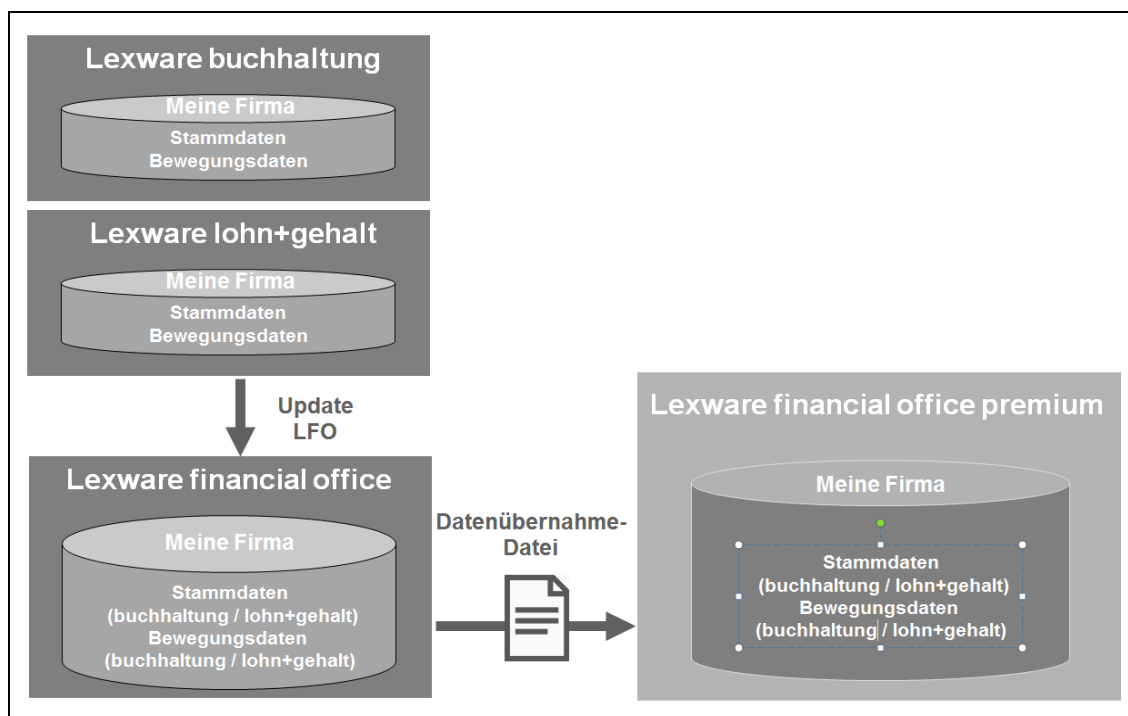 Lexware buchhaltung
Meine Firma
Stammdaten
Bewegungsdaten
Lexware lohn+gehalt
Meine Firma
Stammdaten
Bewegungsdaten
Update
LFO
Lexware financial office
Meine Firma
Stammdaten
(buchhaltung / lohn+gehalt)
Bewegungsdaten
(buchhaltung / lohn+gehalt)
Datenübernahme-
Datei
Lexware financial office premium
Meine Firma
Stammdaten
(buchhaltung / lohn+gehalt)
Bewegungsdaten
(buchhaltung / lohn+gehalt)